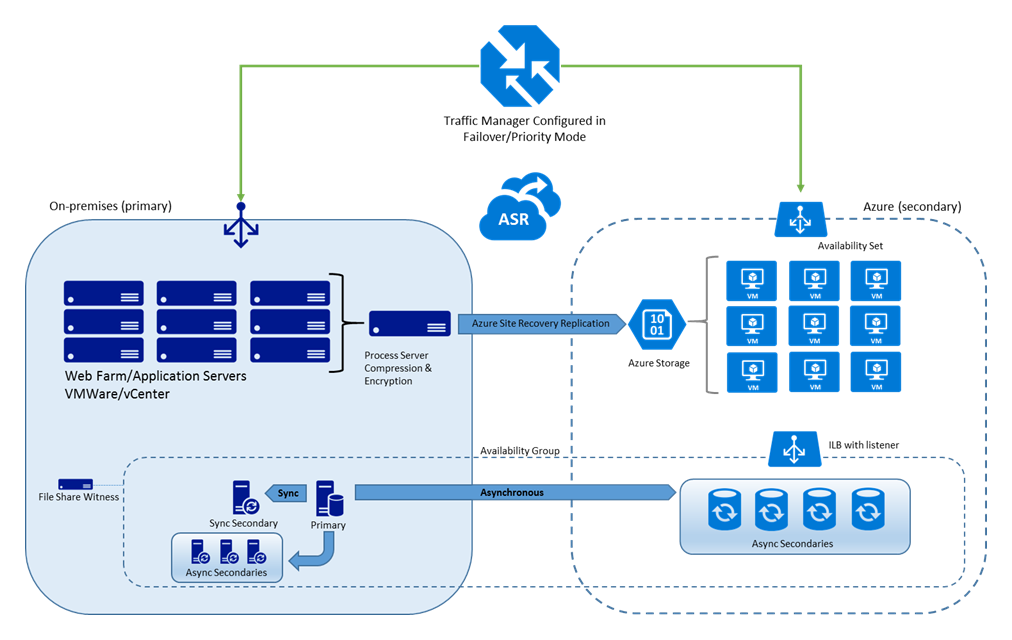 Traffic Manager Configured in
Failover/Priority Mode
ASR
On-premises (primary)
Azure (secondary)
Availability Set
VM
VM
VM
VM
VM
VM
VM
VM
VM
Azure Site Recovery Replication
10
01
Azure Storage
Process Server
Compression &
Encryption
Web Farm/Application Servers
VMWare/vCenter
Availability Group
ILB with listener
File Share Witness
Sync
Asynchronous
Sync Secondary
Primary
Async Secondaries
Async Secondaries